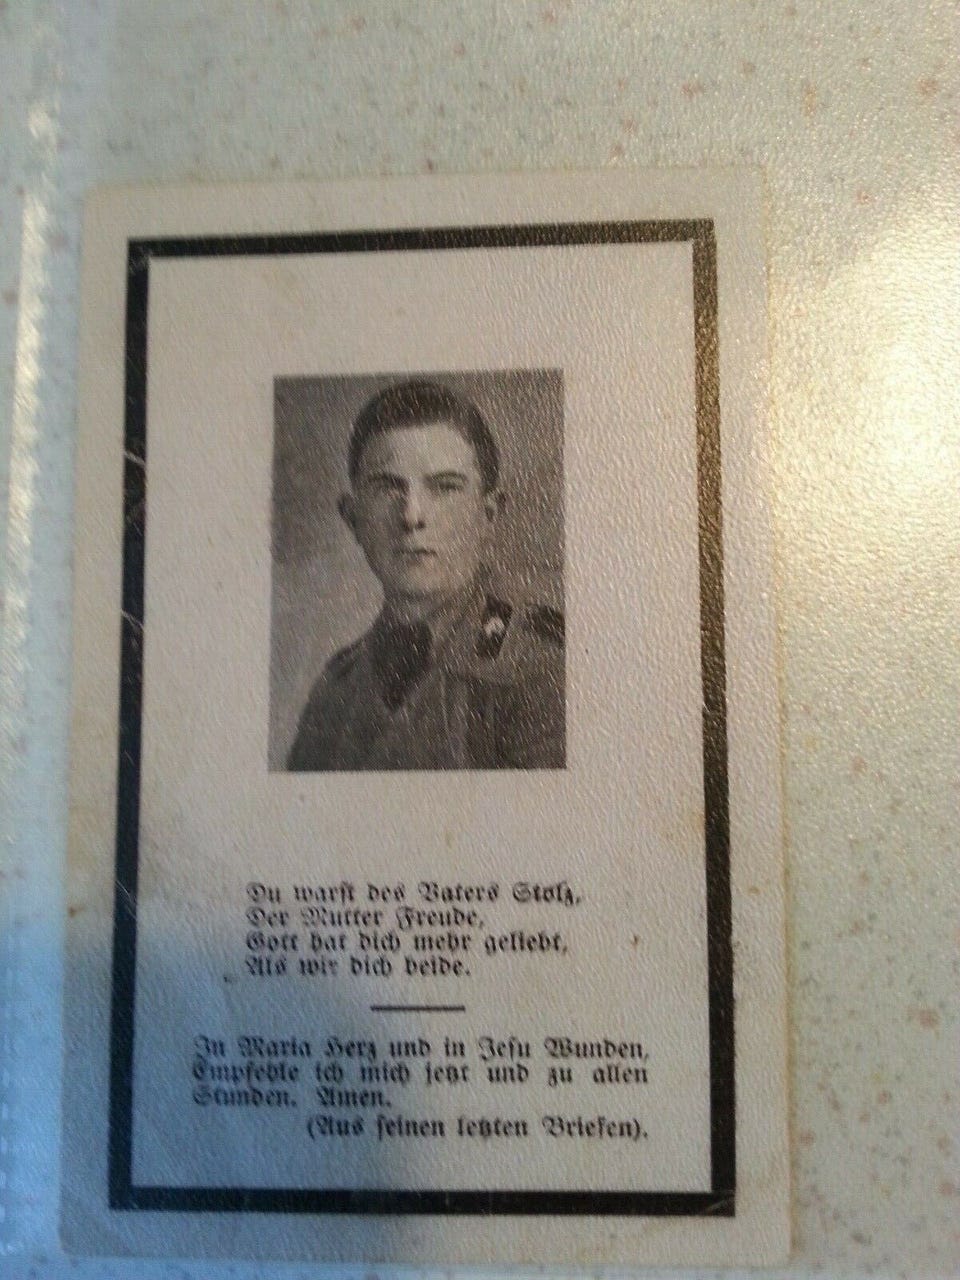 Du warst des Vaters Stolz,
Der Mutter Freude,
Gott hat dich mehr geliebt,
Als wir dich beide.
In Maria Herz und in Jesu Wunden,
Empfehle ich mich jetzt und zu allen
Stunden. Amen.
(Aus seinen letzten Briefen).